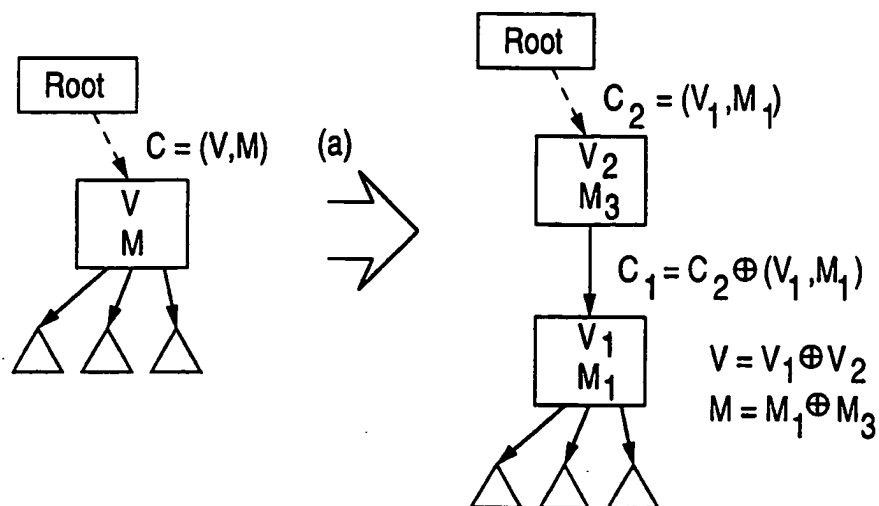 Root
C = (V,M)
V
M
(a)
Root
C₂ = (V₁,M₁)
V₂
M₃
C₁ = C₂⊕(V₁,M₁)
V₁
M₁
V = V₁⊕V₂
M = M₁⊕M₃